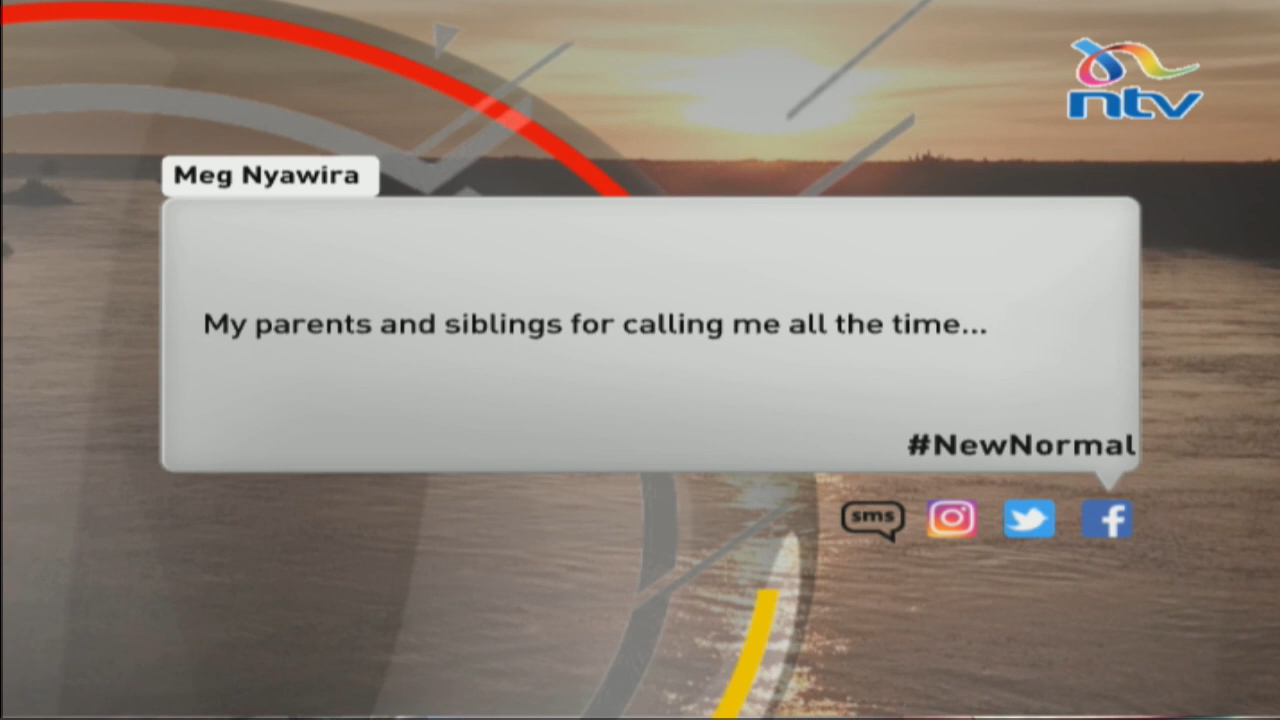 ntv
Meg Nyawira
My parents and siblings for calling me all the time...
#NewNormal
sms